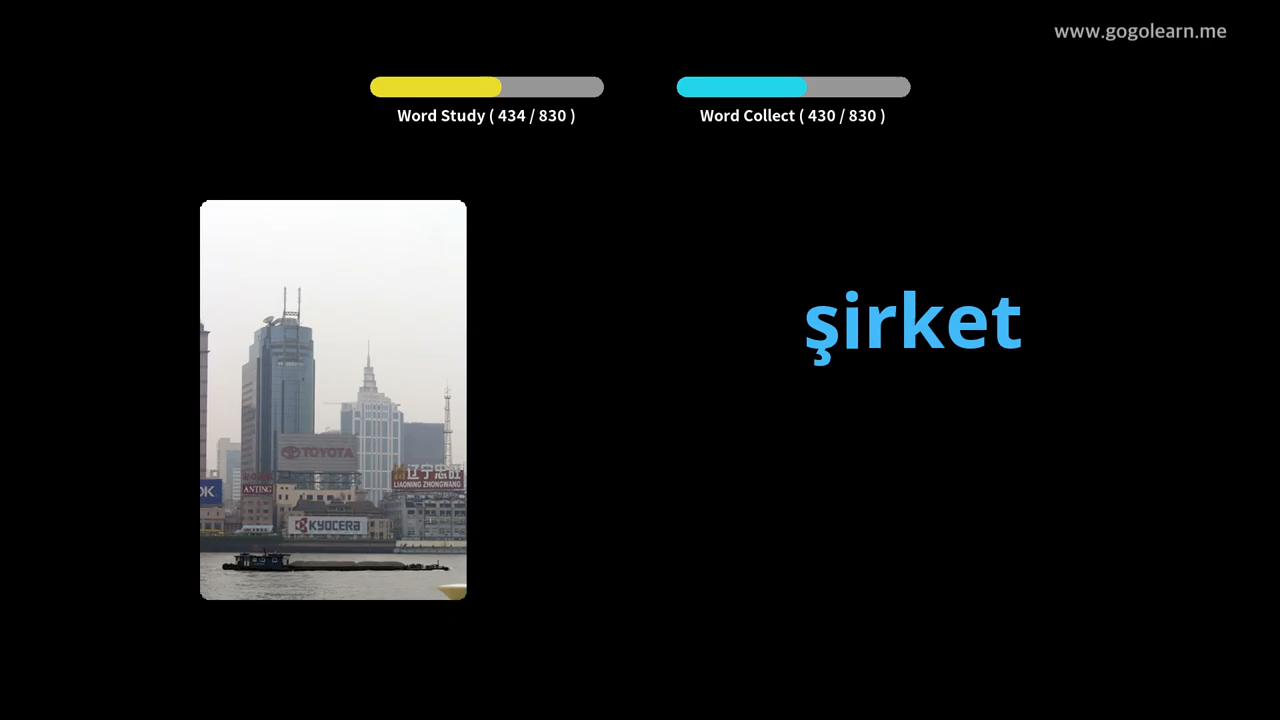 www.gogolearn.me
Word Study ( 434 / 830 )
Word Collect ( 430 / 830 )
şirket
TOYOTA
辽宁忠旺
LIAONING ZHONGWANG
OK
ANTING
KYOCERA